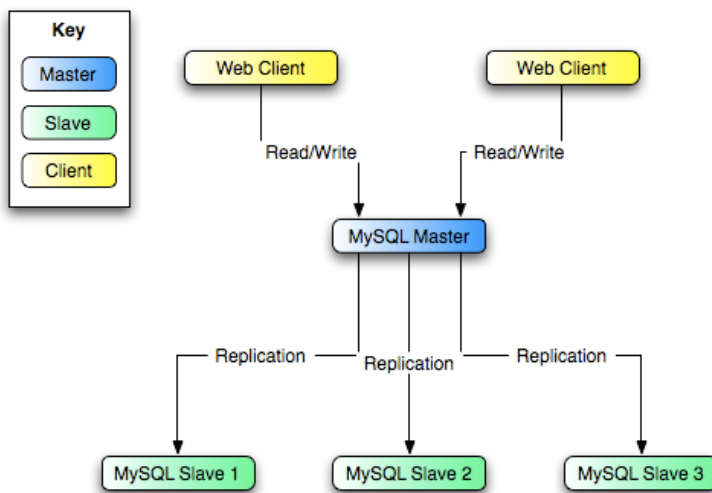 Key
Master
Slave
Client
Web Client
Web Client
Read/Write
Read/Write
MySQL Master
Replication
Replication
Replication
MySQL Slave 1
MySQL Slave 2
MySQL Slave 3